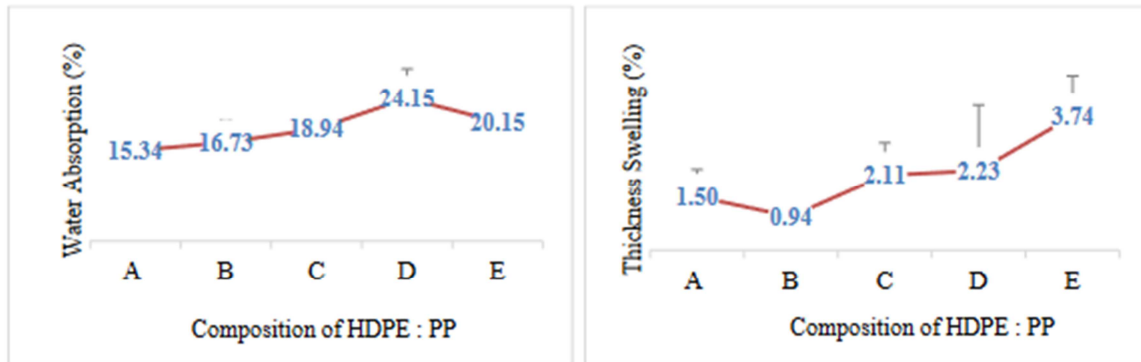 Water Absorption (%)
15.34
16.73
18.94
24.15
20.15
A B C D E
Composition of HDPE : PP
Thickness Swelling (%)
1.50
0.94
2.11
2.23
3.74
A B C D E
Composition of HDPE : PP